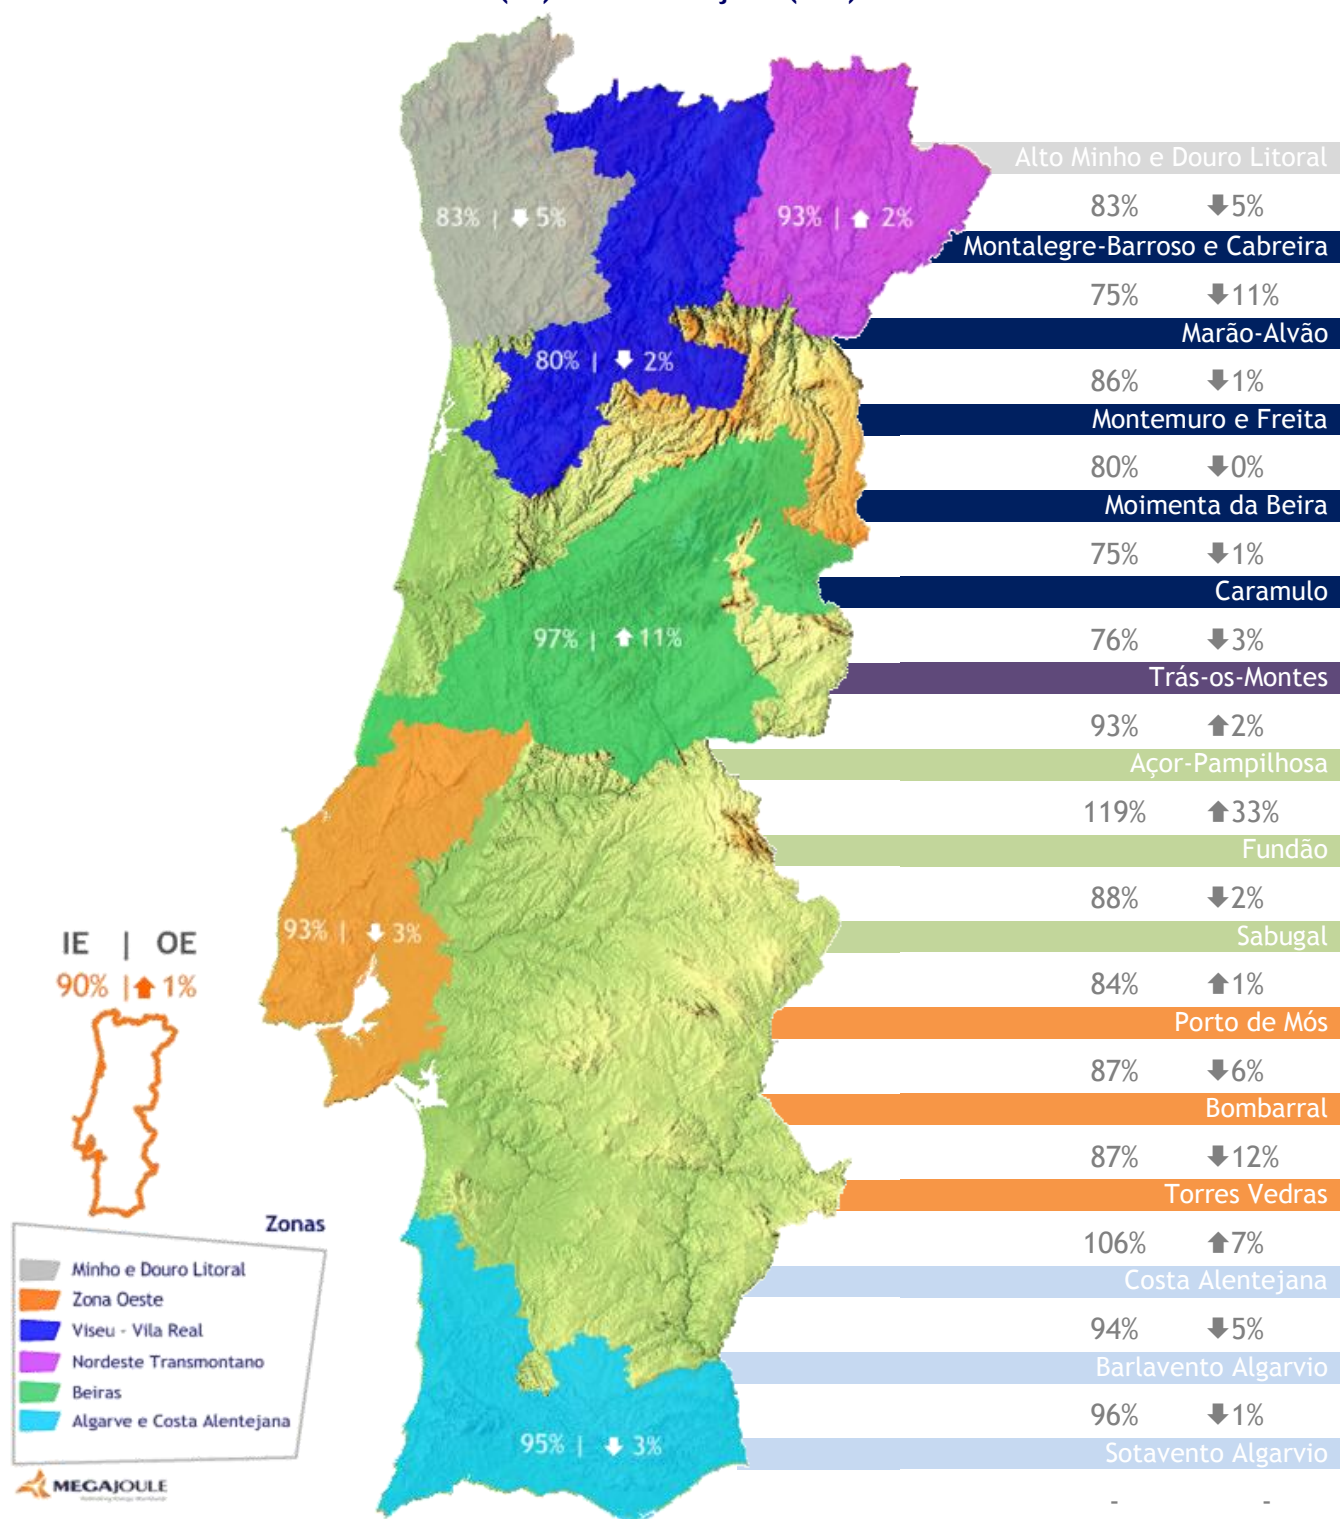 Alto Minho e Douro Litoral
83% 5%
Montalegre-Barroso e Cabreira
75% 11%
Marão-Alvão
86% 1%
Montemuro e Freita
80% 0%
Moimenta da Beira
75% 1%
Caramulo
76% 3%
Trás-os-Montes
93% 2%
Açor-Pampilhosa
119% 33%
Fundão
88% 2%
Sabugal
84% 1%
Porto de Mós
87% 6%
Bombarral
87% 12%
Torres Vedras
106% 7%
Costa Alentejana
94% 5%
Barlavento Algarvio
96% 1%
Sotavento Algarvio
- -
83% | 5%
93% | 2%
80% | 2%
97% | 11%
93% | 3%
95% | 3%
IE | OE
90% | 1%
Zonas
Minho e Douro Litoral
Zona Oeste
Viseu - Vila Real
Nordeste Transmontano
Beiras
Algarve e Costa Alentejana
MEGAJOULE